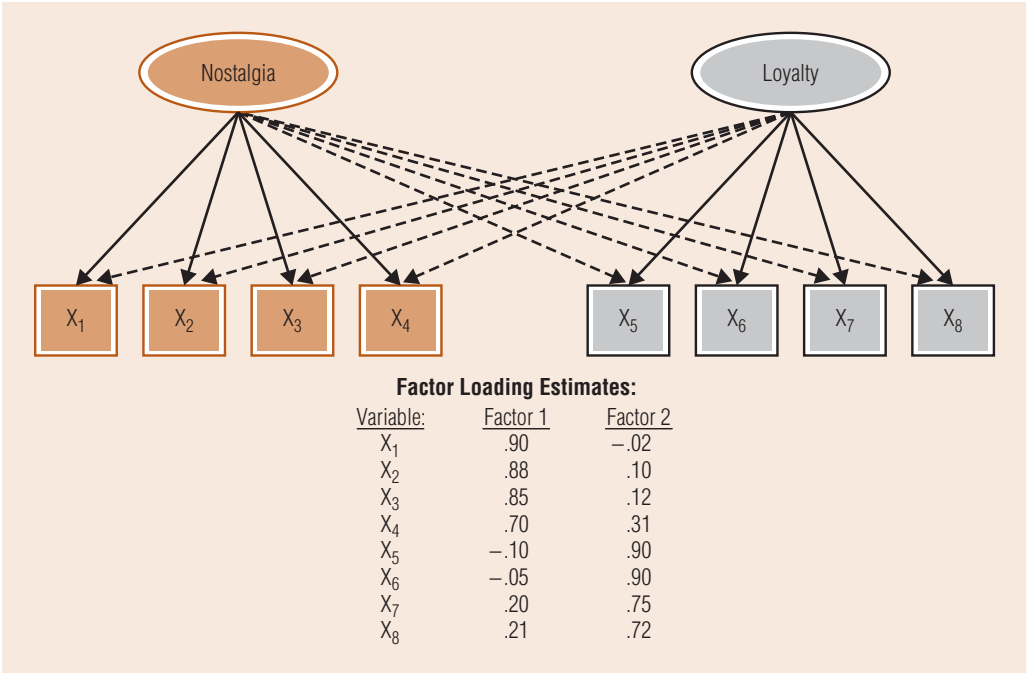 Nostalgia Loyalty
X1 X2 X3 X4 X5 X6 X7 X8
Factor Loading Estimates:
Variable: Factor 1 Factor 2
X1 .90 –.02
X2 .88 .10
X3 .85 .12
X4 .70 .31
X5 –.10 .90
X6 –.05 .90
X7 .20 .75
X8 .21 .72